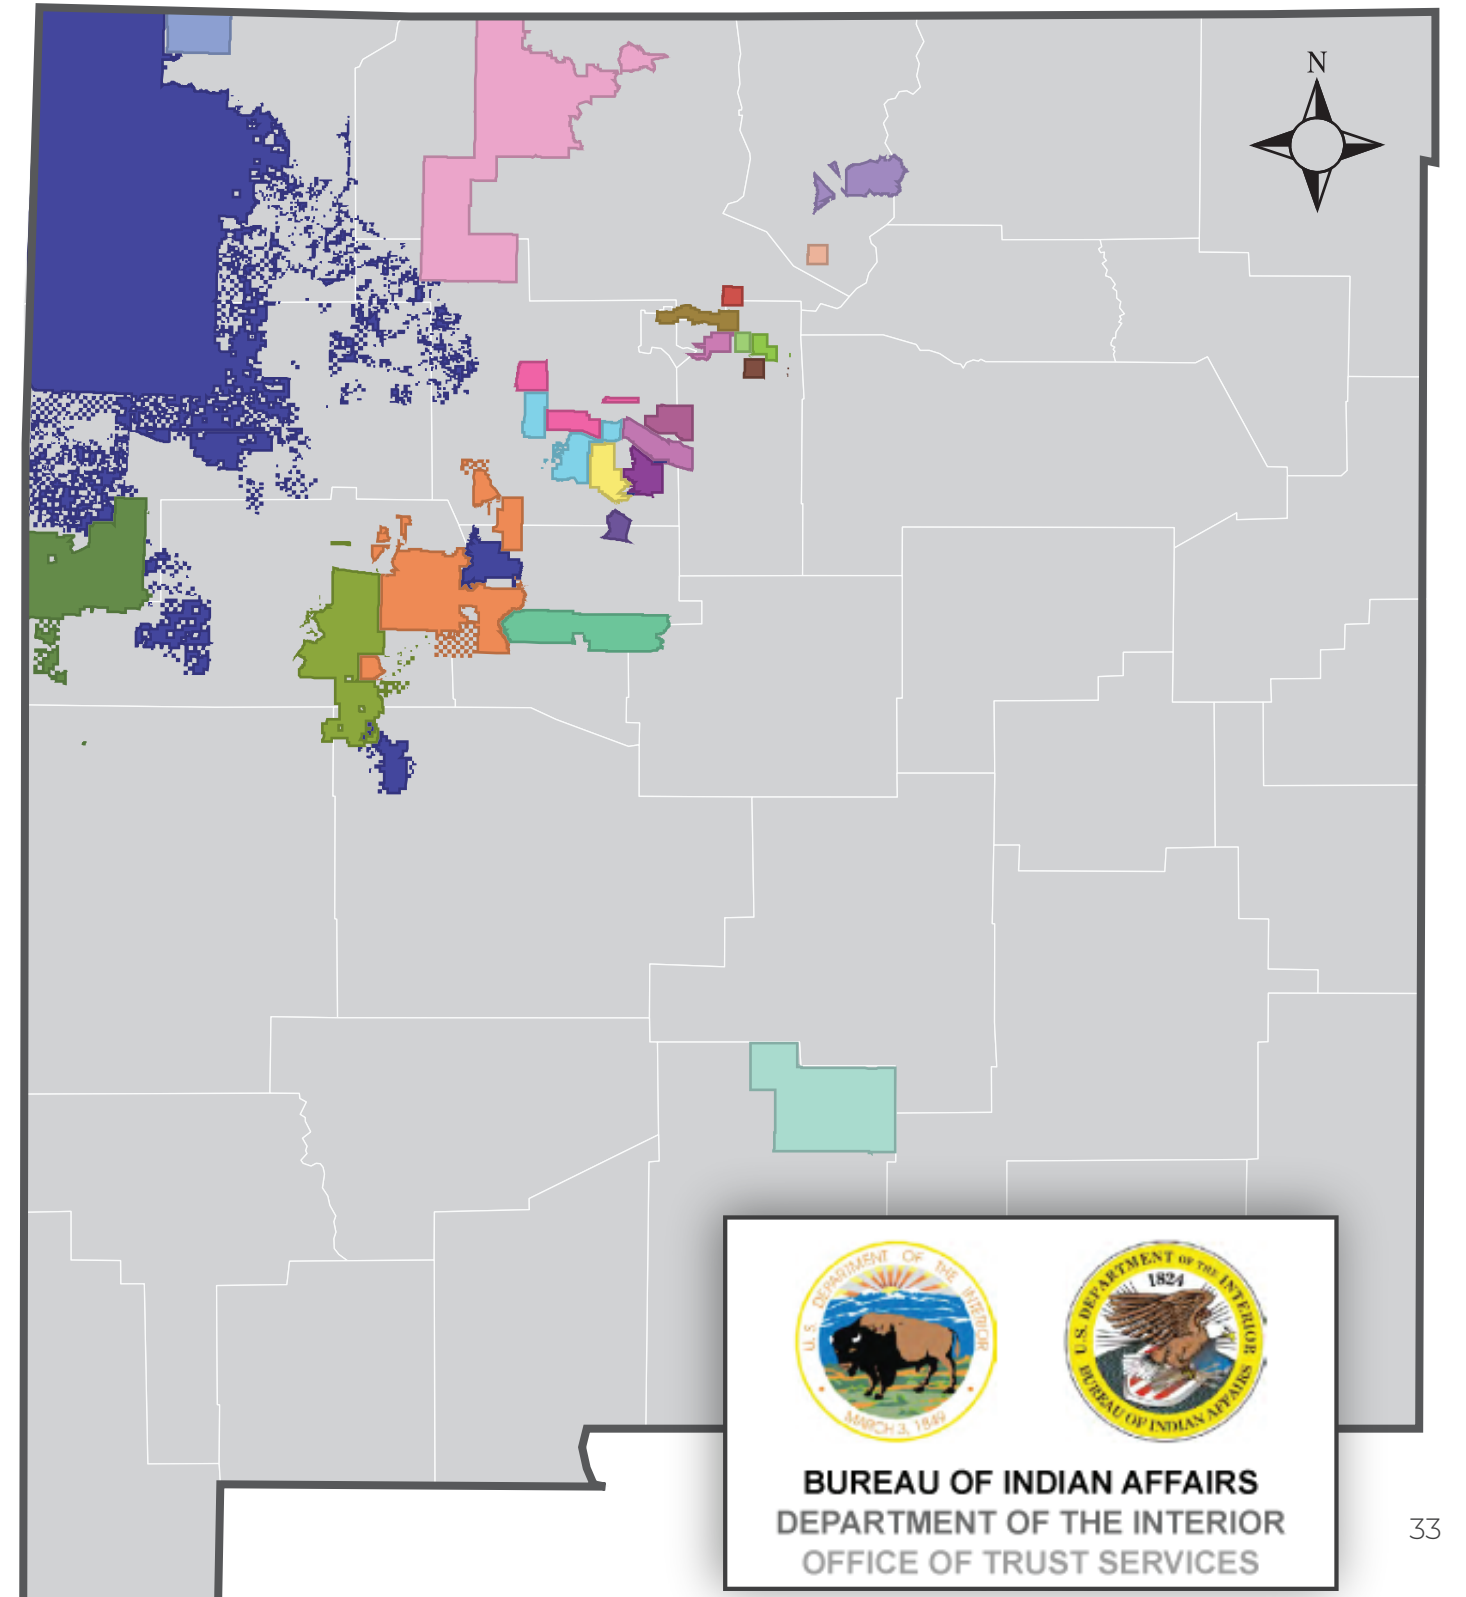 N
U.S. DEPARTMENT OF THE INTERIOR
MARCH 3, 1849
U.S. DEPARTMENT OF THE INTERIOR
1824
BUREAU OF INDIAN AFFAIRS
BUREAU OF INDIAN AFFAIRS
DEPARTMENT OF THE INTERIOR
OFFICE OF TRUST SERVICES
33